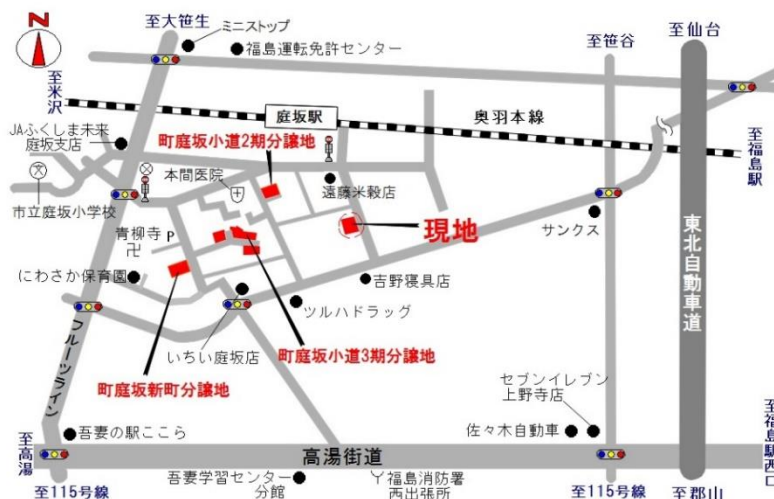 N
至大笹生
ミニストップ
福島運転免許センター
至笹谷
至仙台
至米沢
庭坂駅
奥羽本線
JAふくしま未来
庭坂支店
町庭坂小道2期分譲地
至福島駅
本間医院
遠藤米穀店
市立庭坂小学校
文
青柳寺
P
卍
現地
サンクス
東北自動車道
にわさか保育園
吉野寝具店
ツルハドラッグ
いちい庭坂店
町庭坂小道3期分譲地
町庭坂新町分譲地
フルーツライン
セブンイレブン
上野寺店
至高湯
吾妻の駅ここら
佐々木自動車
高湯街道
至福島駅西口
至115号線
吾妻学習センター
分館
福島消防署
西出張所
至115号線
至郡山